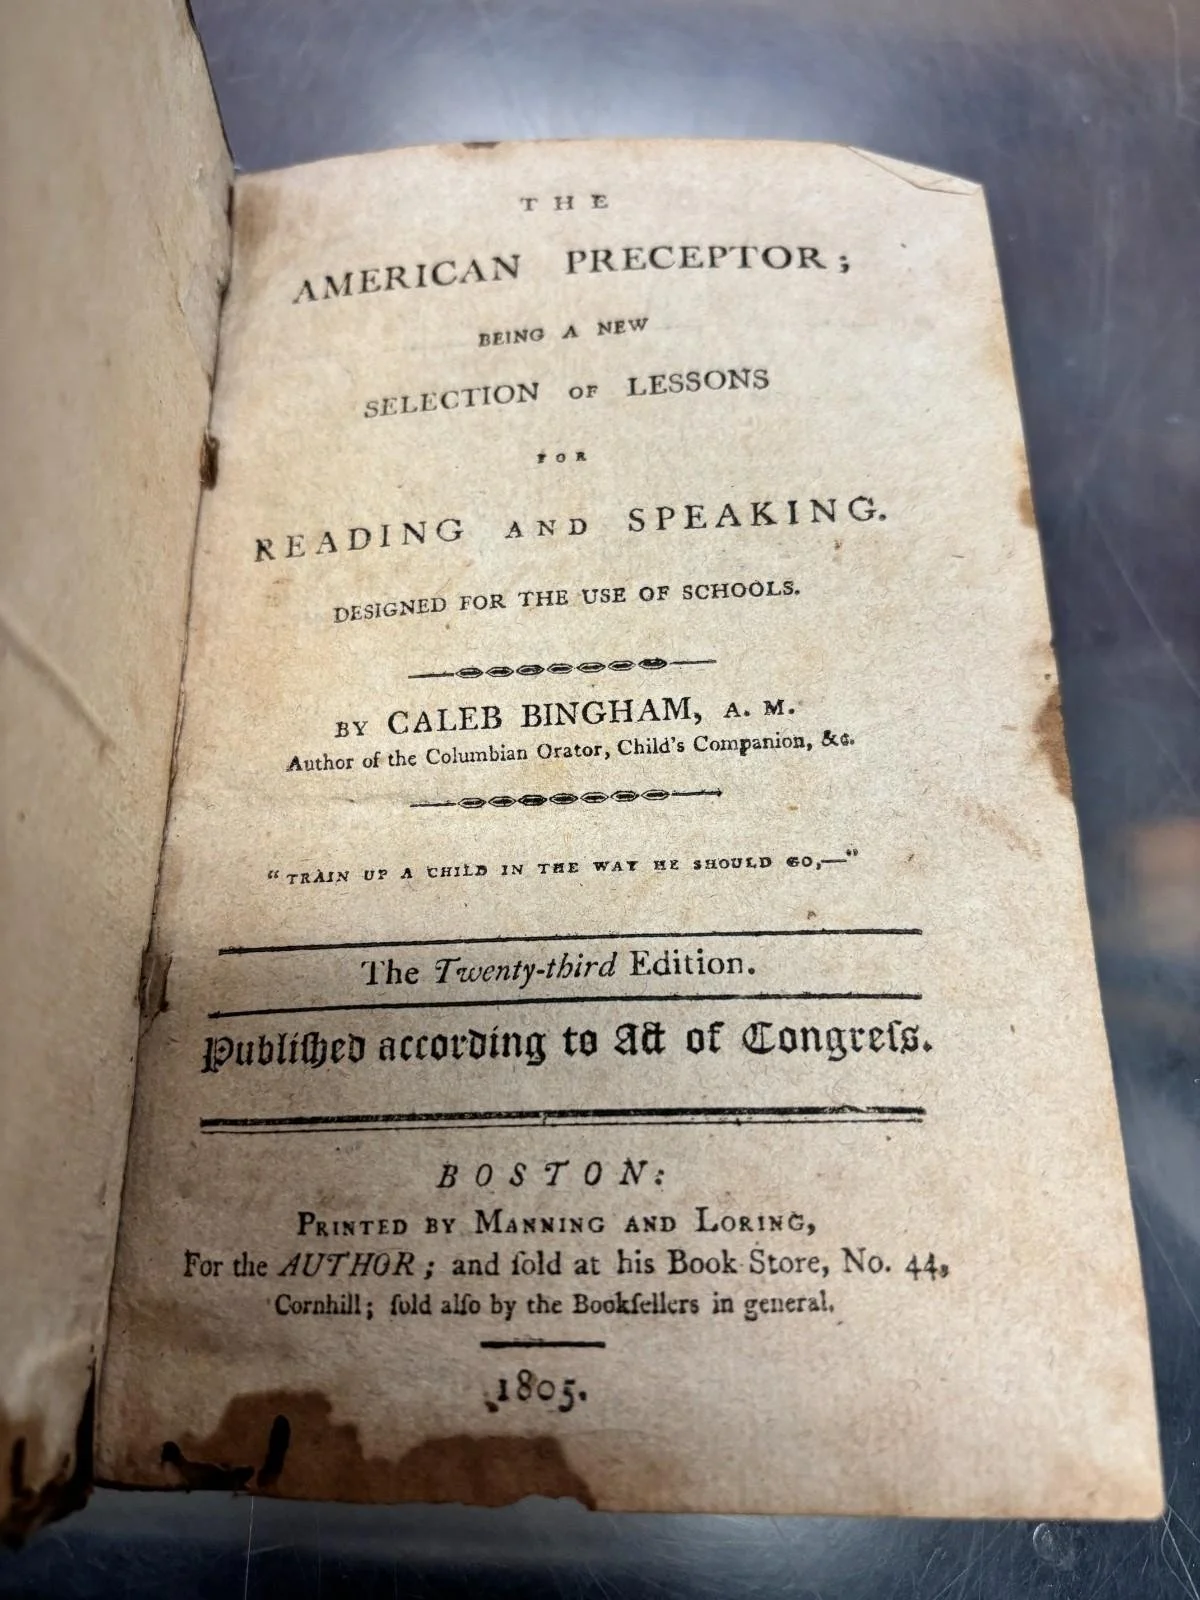 THE
AMERICAN PRECEPTOR;
BEING A NEW
SELECTION OF LESSONS
FOR
READING AND SPEAKING.
DESIGNED FOR THE USE OF SCHOOLS.
BY CALEB BINGHAM, A. M.
Author of the Columbian Orator, Child's Companion, &c.
"TRAIN UP A CHILD IN THE WAY HE SHOULD GO,—"
The Twenty-third Edition.
Publiſhed according to Act of Congreſs.
BOSTON:
PRINTED BY MANNING AND LORING,
For the AUTHOR; and ſold at his Book Store, No. 44,
Cornhill; ſold alſo by the Bookſellers in general.
1805.